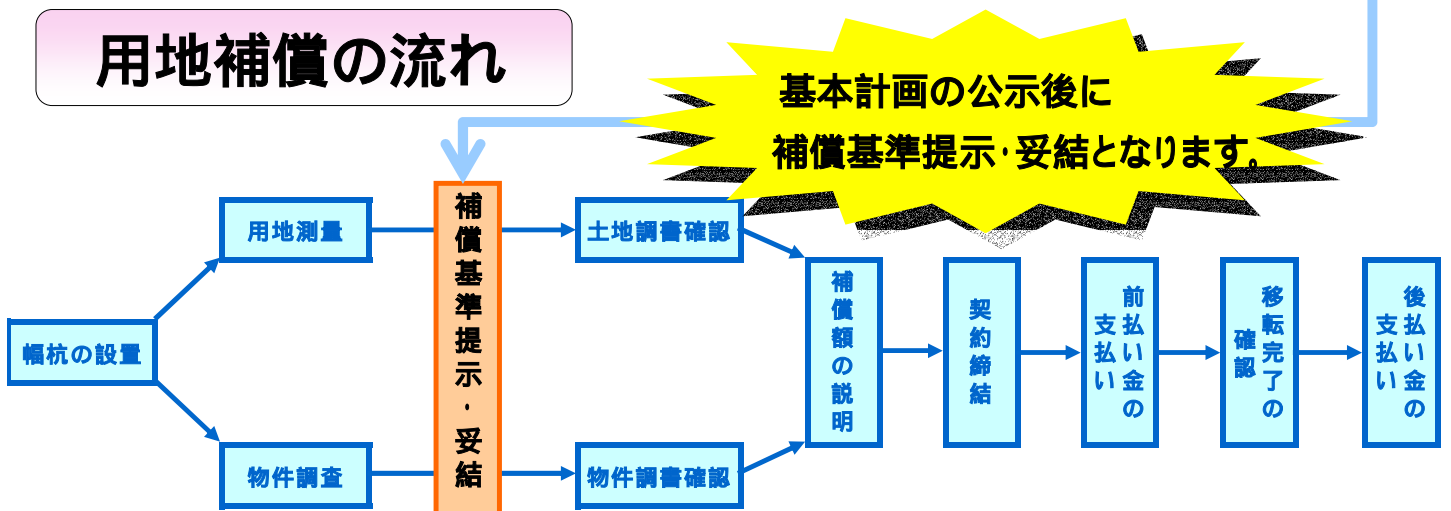 用地補償の流れ
基本計画の公示後に
補償基準提示・妥結となります。
幅杭の設置
用地測量
物件調査
補償基準提示・妥結
土地調書確認
物件調書確認
補償額の説明
契約締結
前払い金の
支払い
移転完了の
確認
後払い金の
支払い